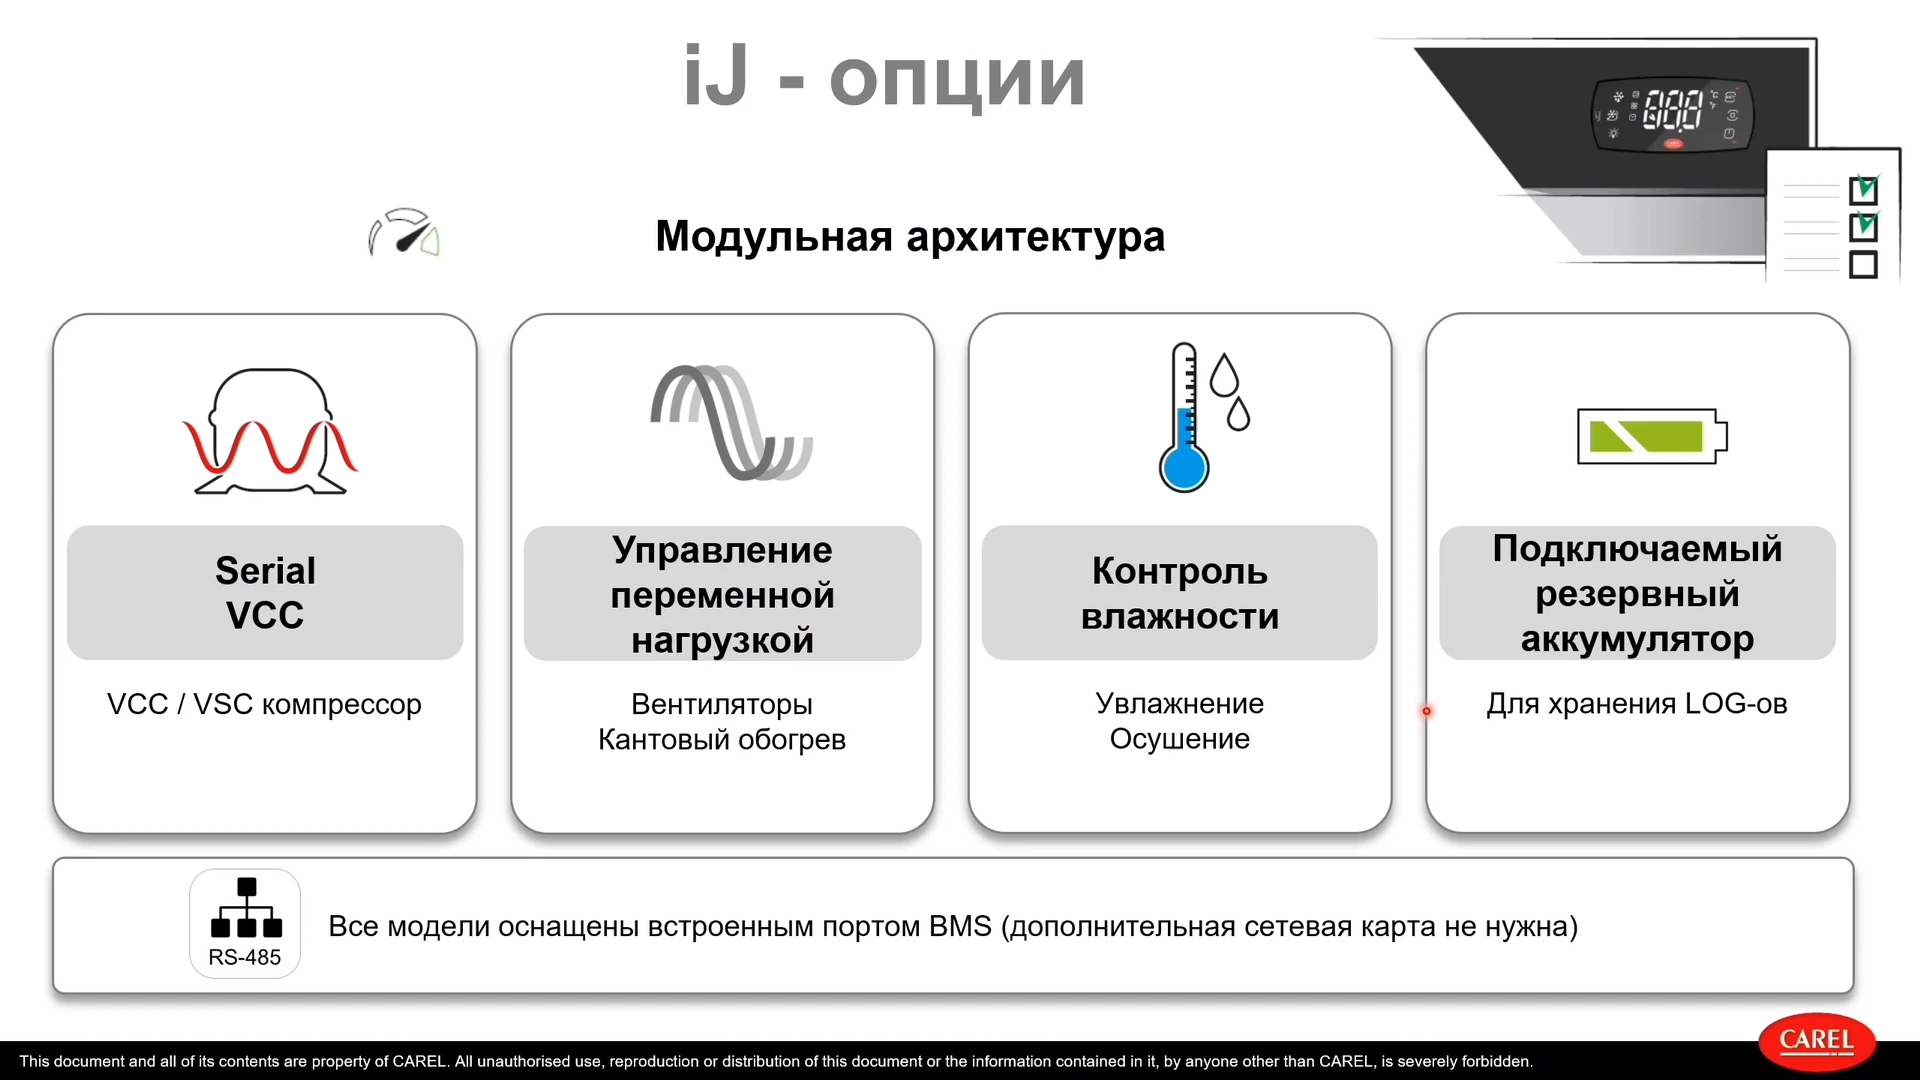 iJ - опции
Модульная архитектура
Serial
VCC
VCC / VSC компрессор
Управление
переменной
нагрузкой
Вентиляторы
Кантовый обогрев
Контроль
влажности
Увлажнение
Осушение
Подключаемый
резервный
аккумулятор
Для хранения LOG-ов
RS-485
Все модели оснащены встроенным портом BMS (дополнительная сетевая карта не нужна)
CAREL
This document and all of its contents are property of CAREL. All unauthorised use, reproduction or distribution of this document or the information contained in it, by anyone other than CAREL, is severely forbidden.